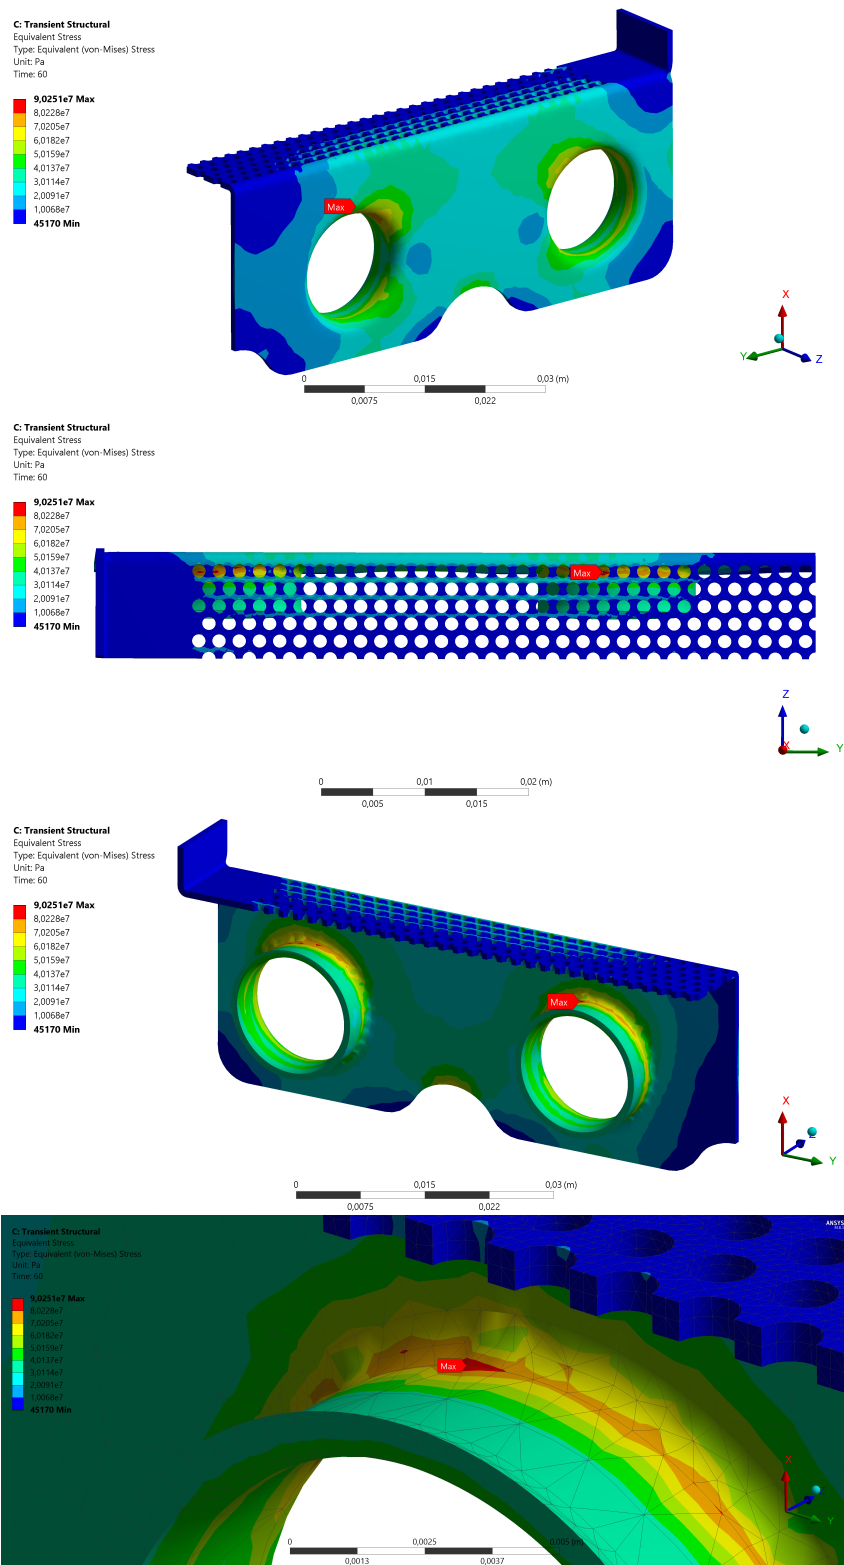 C: Transient Structural
Equivalent Stress
Type: Equivalent (von-Mises) Stress
Unit: Pa
Time: 60
9,0251e7 Max
8,0228e7
7,0205e7
6,0182e7
5,0159e7
4,0137e7
3,0114e7
2,0091e7
1,0068e7
45170 Min
Max
X
Y
Z
0
0,015
0,03 (m)
0,0075
0,022
C: Transient Structural
Equivalent Stress
Type: Equivalent (von-Mises) Stress
Unit: Pa
Time: 60
9,0251e7 Max
8,0228e7
7,0205e7
6,0182e7
5,0159e7
4,0137e7
3,0114e7
2,0091e7
1,0068e7
45170 Min
Max
Z
X
Y
0
0,01
0,02 (m)
0,005
0,015
C: Transient Structural
Equivalent Stress
Type: Equivalent (von-Mises) Stress
Unit: Pa
Time: 60
9,0251e7 Max
8,0228e7
7,0205e7
6,0182e7
5,0159e7
4,0137e7
3,0114e7
2,0091e7
1,0068e7
45170 Min
Max
X
Z
Y
0
0,015
0,03 (m)
0,0075
0,022
C: Transient Structural
Equivalent Stress
Type: Equivalent (von-Mises) Stress
Unit: Pa
Time: 60
ANSYS
9,0251e7 Max
8,0228e7
7,0205e7
6,0182e7
5,0159e7
4,0137e7
3,0114e7
2,0091e7
1,0068e7
45170 Min
Max
X
Y
0
0,0025
0,005 (m)
0,0013
0,0037